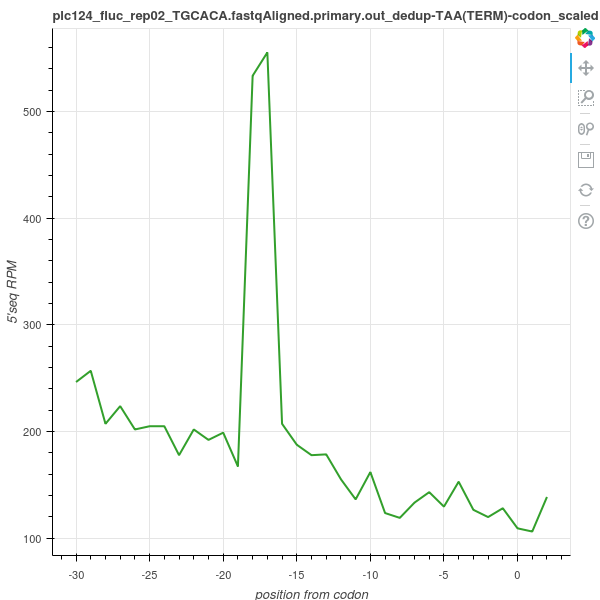 plc124_fluc_rep02_TGCACA.fastqAligned.primary.out_dedup-TAA(TERM)-codon_scaled
500
400
300
200
100
5'seq RPM
-30 -25 -20 -15 -10 -5 0
position from codon